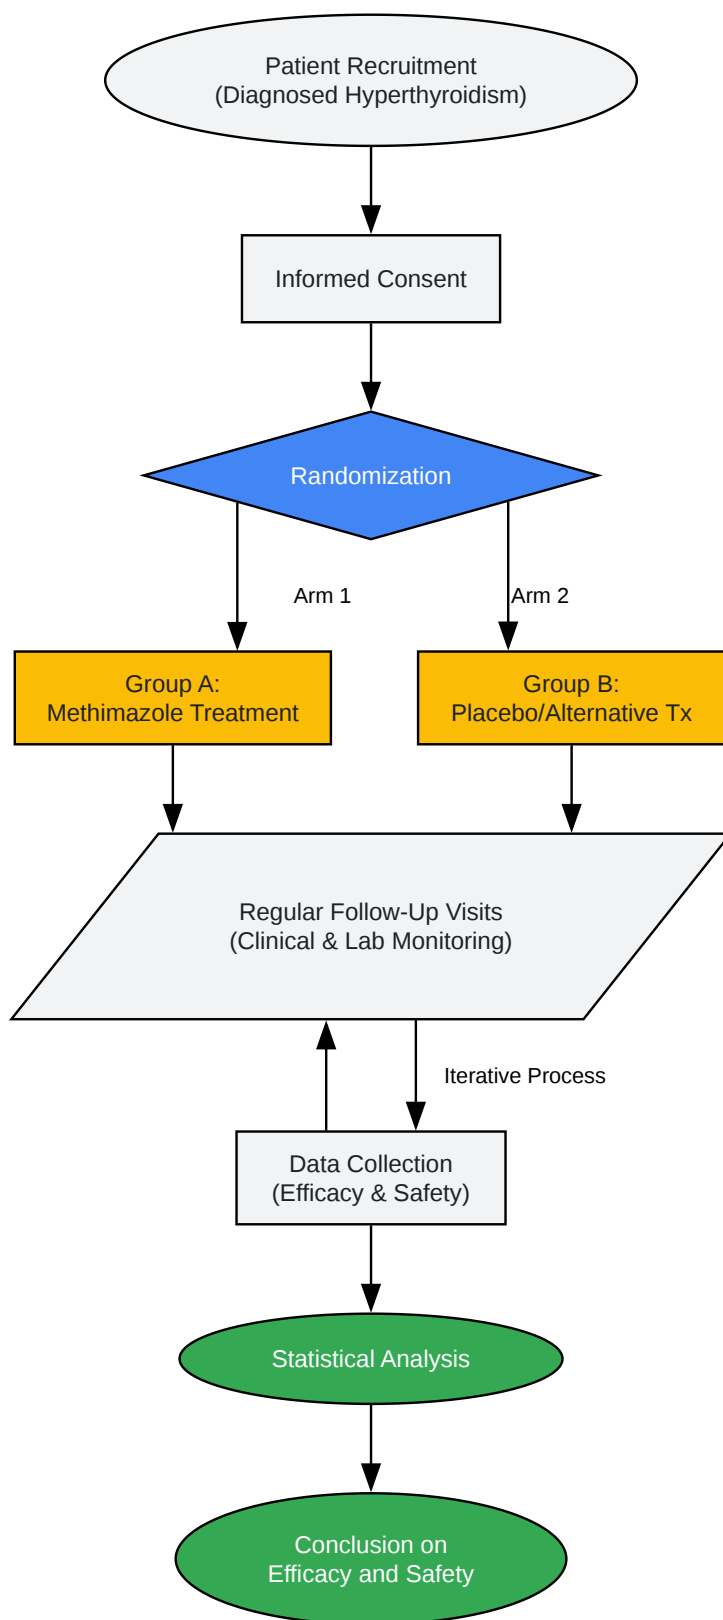 Patient Recruitment
(Diagnosed Hyperthyroidism)
Informed Consent
Randomization
Arm 1
Arm 2
Group A:
Methimazole Treatment
Group B:
Placebo/Alternative Tx
Regular Follow-Up Visits
(Clinical & Lab Monitoring)
Iterative Process
Data Collection
(Efficacy & Safety)
Statistical Analysis
Conclusion on
Efficacy and Safety